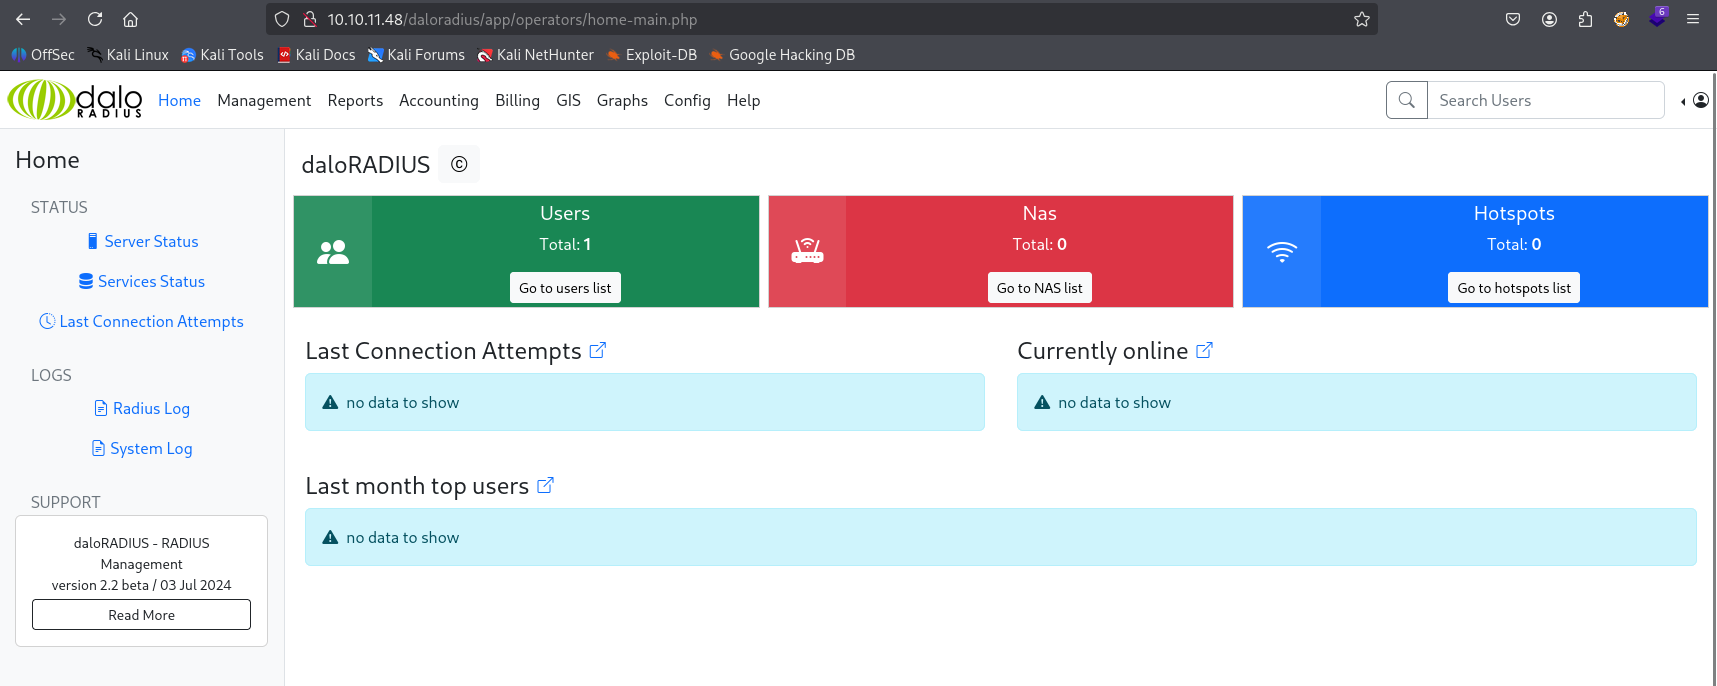 10.10.11.48/daloradius/app/operators/home-main.php
6
OffSec Kali Linux Kali Tools Kali Docs Kali Forums Kali NetHunter Exploit-DB Google Hacking DB
dalo RADIUS Home Management Reports Accounting Billing GIS Graphs Config Help Search Users
Home
STATUS
Server Status
Services Status
Last Connection Attempts
LOGS
Radius Log
System Log
SUPPORT
daloRADIUS - RADIUS
Management
version 2.2 beta / 03 Jul 2024
Read More
daloRADIUS ©
Users
Total: 1
Go to users list
Nas
Total: 0
Go to NAS list
Hotspots
Total: 0
Go to hotspots list
Last Connection Attempts
no data to show
Currently online
no data to show
Last month top users
no data to show